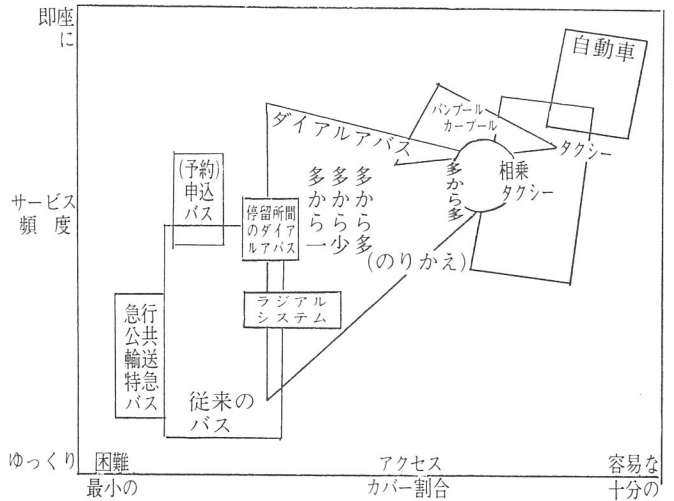 即座
に
自動車
バンプール
カープール
ダイアルアバス
タクシー
相乗
タクシー
多から多
(予約)
申込
バス
サービス
頻度
停留所間
のダイア
ルアバス
多から一
多から少
多から多
(のりかえ)
ラジアル
システム
急行
公共
輸送
特急
バス
従来の
バス
ゆっくり
困難
アクセス
容易な
最小の
カバー割合
十分の